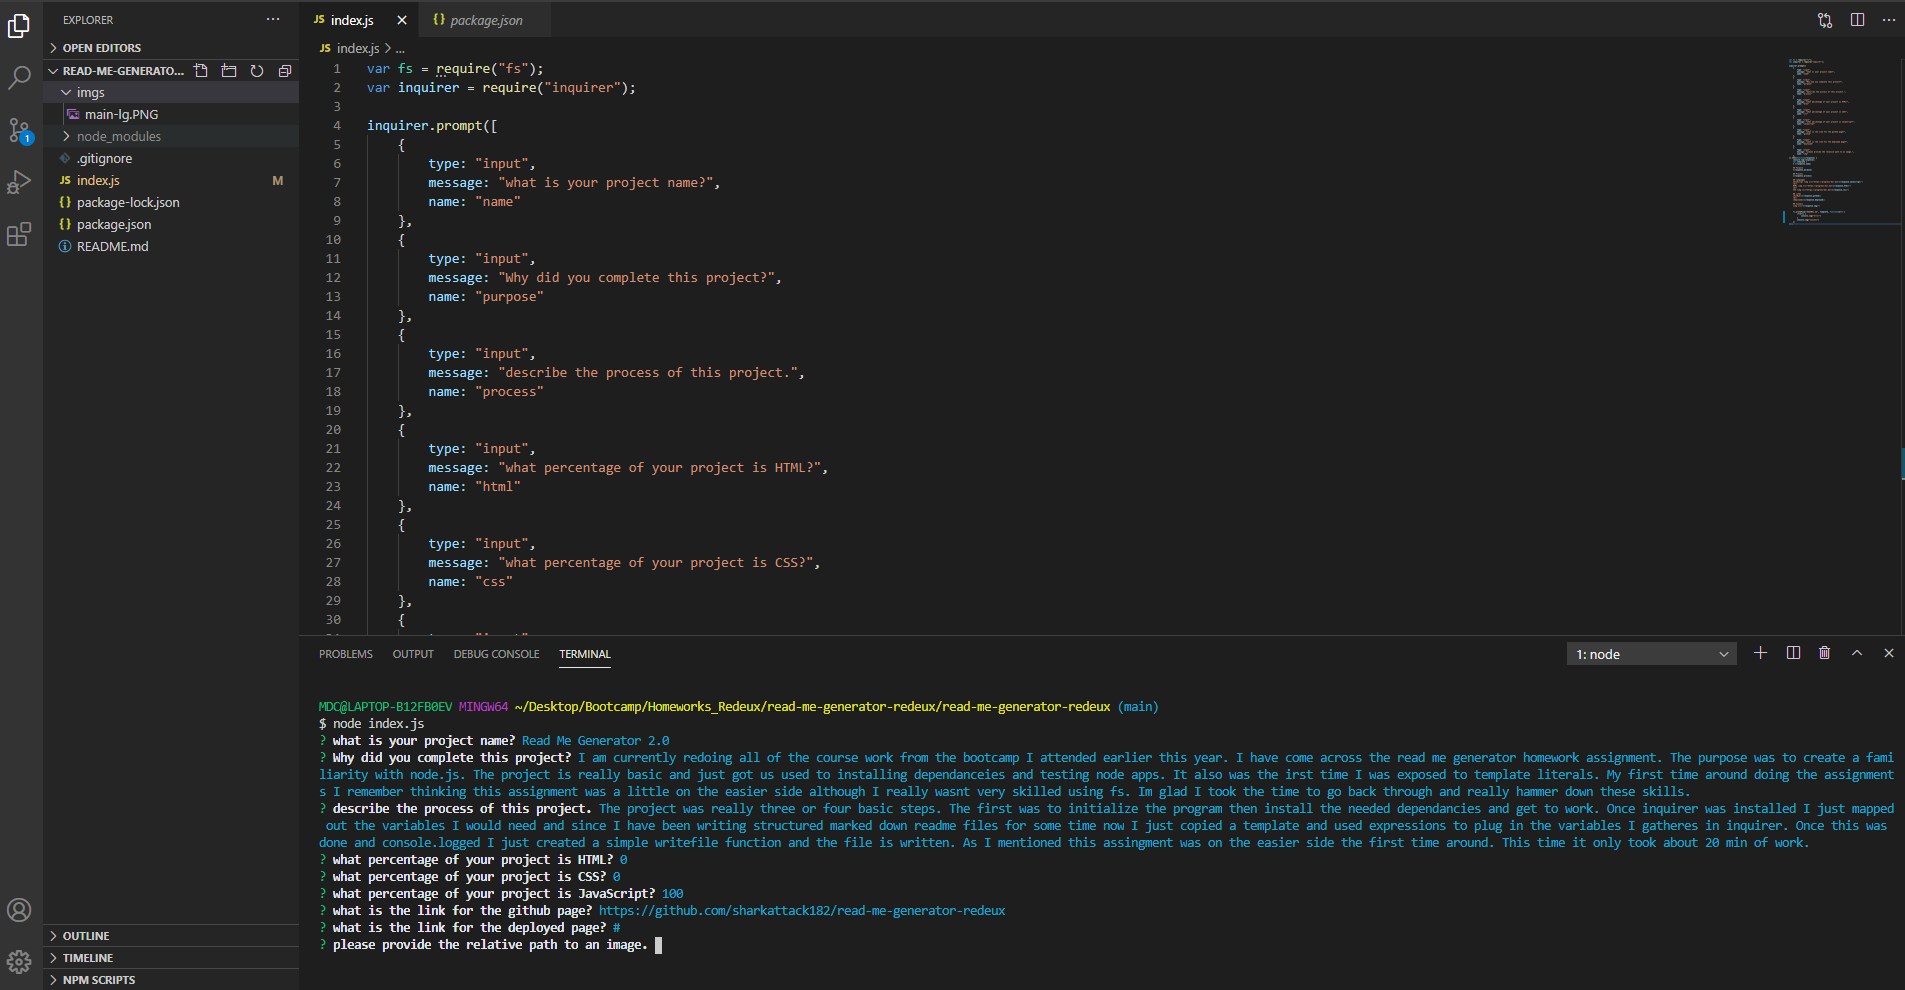 EXPLORER
OPEN EDITORS
READ-ME-GENERATO...
imgs
main-lg.PNG
node_modules
.gitignore
index.js M
package-lock.json
package.json
README.md
OUTLINE
TIMELINE
NPM SCRIPTS
1
JS index.js
{} package.json
JS index.js > ...
1 var fs = require("fs");
2 var inquirer = require("inquirer");
3
4 inquirer.prompt([
5 {
6 type: "input",
7 message: "what is your project name?",
8 name: "name"
9 },
10 {
11 type: "input",
12 message: "Why did you complete this project?",
13 name: "purpose"
14 },
15 {
16 type: "input",
17 message: "describe the process of this project.",
18 name: "process"
19 },
20 {
21 type: "input",
22 message: "what percentage of your project is HTML?",
23 name: "html"
24 },
25 {
26 type: "input",
27 message: "what percentage of your project is CSS?",
28 name: "css"
29 },
30 {
PROBLEMS OUTPUT DEBUG CONSOLE TERMINAL
1: node
MDC@LAPTOP-B12FB0EV MINGW64 ~/Desktop/Bootcamp/Homeworks_Redeux/read-me-generator-redeux/read-me-generator-redeux (main)
$ node index.js
? what is your project name? Read Me Generator 2.0
? Why did you complete this project? I am currently redoing all of the course work from the bootcamp I attended earlier this year. I have come across the read me generator homework assignment. The purpose was to create a fami
liarity with node.js. The project is really basic and just got us used to installing dependanceies and testing node apps. It also was the irst time I was exposed to template literals. My first time around doing the assignment
s I remember thinking this assignment was a little on the easier side although I really wasnt very skilled using fs. Im glad I took the time to go back through and really hammer down these skills.
? describe the process of this project. The project was really three or four basic steps. The first was to initialize the program then install the needed dependancies and get to work. Once inquirer was installed I just mapped
out the variables I would need and since I have been writing structured marked down readme files for some time now I just copied a template and used expressions to plug in the variables I gatheres in inquirer. Once this was
done and console.logged I just created a simple writefile function and the file is written. As I mentioned this assingment was on the easier side the first time around. This time it only took about 20 min of work.
? what percentage of your project is HTML? 0
? what percentage of your project is CSS? 0
? what percentage of your project is JavaScript? 100
? what is the link for the github page? https://github.com/sharkattack182/read-me-generator-redeux
? what is the link for the deployed page? #
? please provide the relative path to an image.